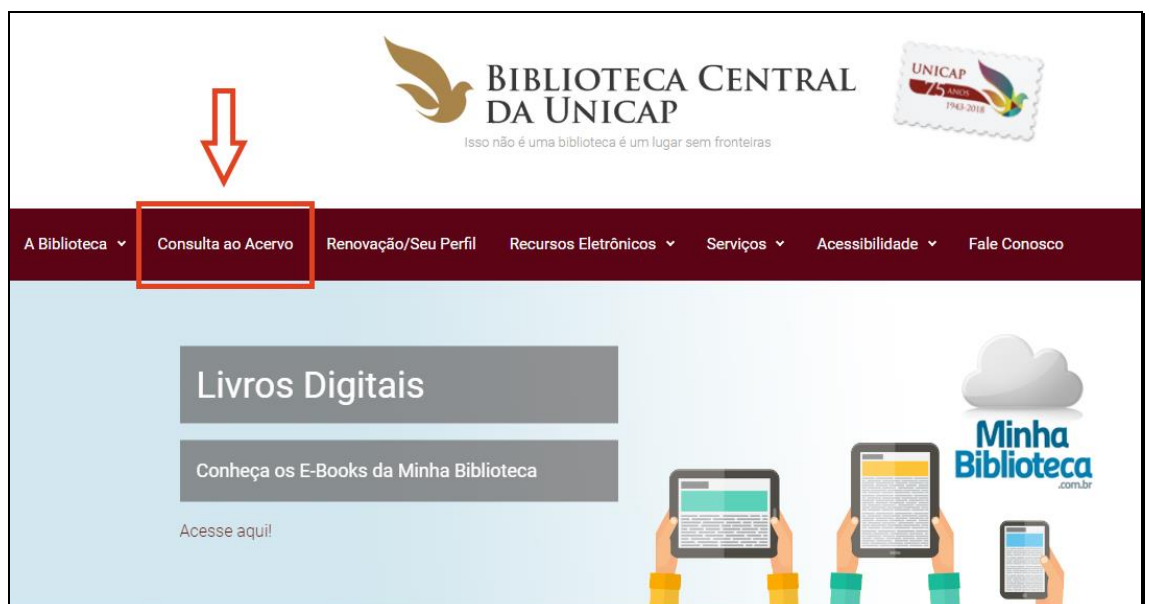 BIBLIOTECA CENTRAL
DA UNICAP
Isso não é uma biblioteca é um lugar sem fronteiras
UNICAP
75 ANOS
1943-2018
A Biblioteca
Consulta ao Acervo
Renovação/Seu Perfil
Recursos Eletrônicos
Serviços
Acessibilidade
Fale Conosco
Livros Digitais
Conheça os E-Books da Minha Biblioteca
Acesse aqui!
Minha
Biblioteca
.com.br